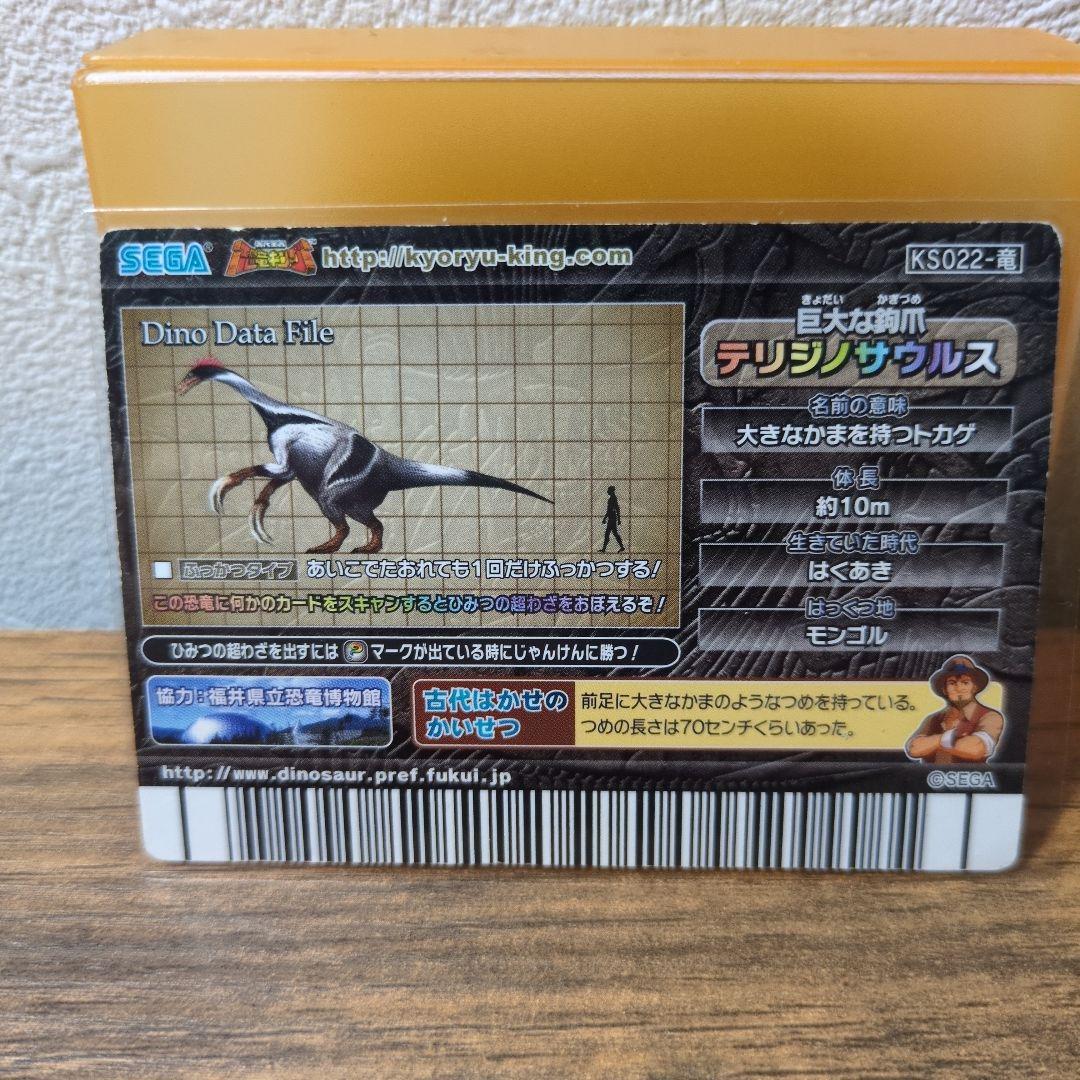 SEGA®
古代王者
恐竜キング
http://kyoryu-king.com
KS022-竜
Dino Data File
きょだい かぎづめ
巨大な鉤爪
テリジノサウルス
名前の意味
大きなかまを持つトカゲ
体長
約10m
生きていた時代
はくあき
はっくつ地
モンゴル
ふっかつタイプ あいこでたおれても1回だけふっかつする!
この恐竜に何かのカードをスキャンするとひみつの超わざをおぼえるぞ!
ひみつの超わざを出すには マークが出ている時にじゃんけんに勝つ!
協力:福井県立恐竜博物館
古代はかせの
かいせつ
前足に大きなかまのようなつめを持っている。
つめの長さは70センチくらいあった。
http://www.dinosaur.pref.fukui.jp
©SEGA